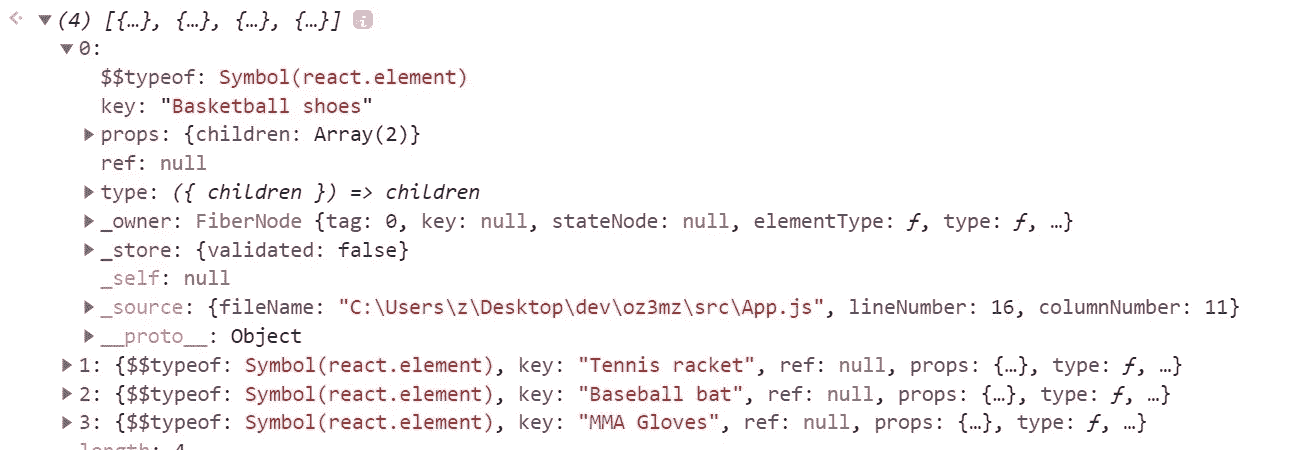 (4) [{…}, {…}, {…}, {…}] i
0:
$$typeof: Symbol(react.element)
key: "Basketball shoes"
props: {children: Array(2)}
ref: null
type: ({ children }) => children
_owner: FiberNode {tag: 0, key: null, stateNode: null, elementType: ƒ, type: ƒ, …}
_store: {validated: false}
_self: null
_source: {fileName: "C:\Users\z\Desktop\dev\oz3mz\src\App.js", lineNumber: 16, columnNumber: 11}
__proto__: Object
1: {$$typeof: Symbol(react.element), key: "Tennis racket", ref: null, props: {…}, type: ƒ, …}
2: {$$typeof: Symbol(react.element), key: "Baseball bat", ref: null, props: {…}, type: ƒ, …}
3: {$$typeof: Symbol(react.element), key: "MMA Gloves", ref: null, props: {…}, type: ƒ, …}
length: 4